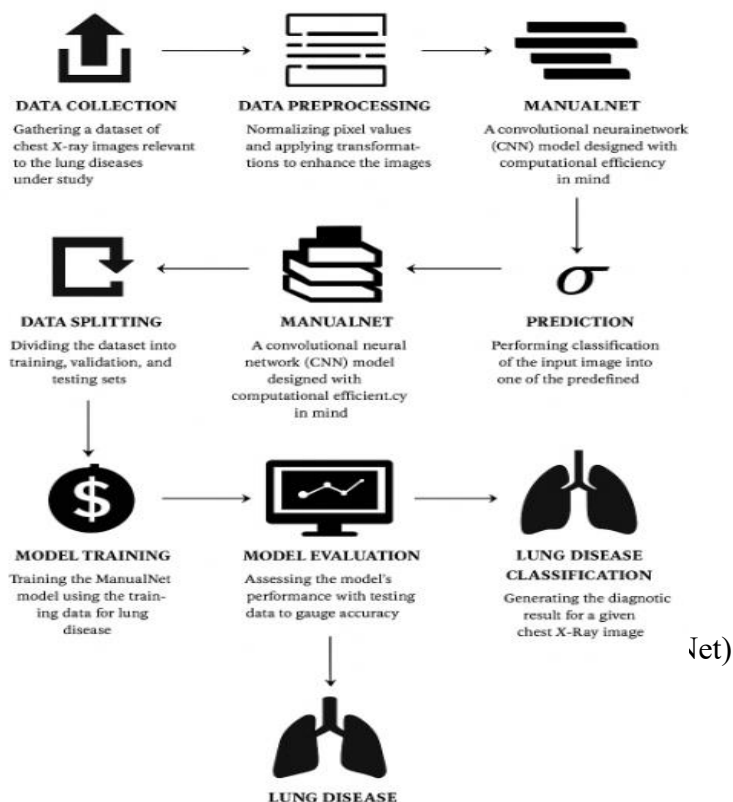 DATA COLLECTION
Gathering a dataset of
chest X-ray images relevant
to the lung diseases
under study
DATA PREPROCESSING
Normalizing pixel values
and applying transformat-
tions to enhance the images
MANUALNET
A convolutional neurainetwork
(CNN) model designed with
computational efficiency
in mind
DATA SPLITTING
Dividing the dataset into
training, validation, and
testing sets
MANUALNET
A convolutional neural
network (CNN) model
designed with
computational efficient.cy
in mind
σ
PREDICTION
Performing classification
of the input image into
one of the predefined
$
MODEL TRAINING
Training the ManualNet
model using the train-
ing data for lung
disease
MODEL EVALUATION
Assessing the model's
performance with testing
data to gauge accuracy
LUNG DISEASE
CLASSIFICATION
Generating the diagnostic
result for a given
chest X-Ray image
Net)
LUNG DISEASE